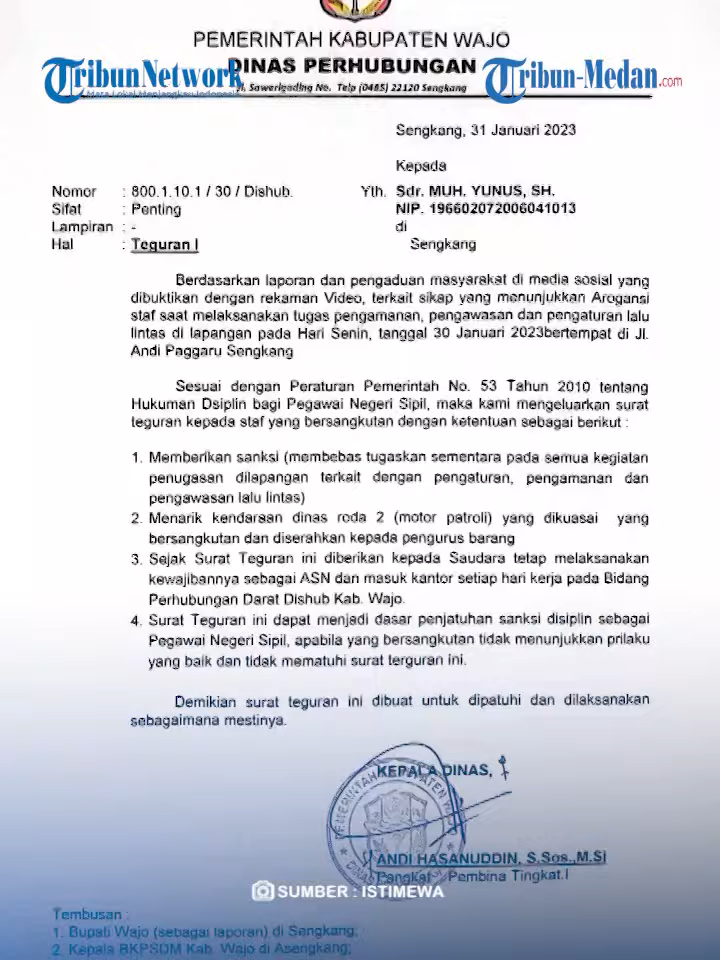 PEMERINTAH KABUPATEN WAJO
DINAS PERHUBUNGAN
TribunNetwork
Mata Lokal Menjangkau Indonesia
Tribun-Medan.com
Jl. Sawerigading No. Telp (0485) 22120 Sengkang
Sengkang, 31 Januari 2023
Kepada
Nomor : 800.1.10.1 / 30 / Dishub. Yth. Sdr. MUH. YUNUS, SH.
Sifat : Penting NIP. 196602072006041013
Lampiran : - di
Hal : Teguran I Sengkang
Berdasarkan laporan dan pengaduan masyarakat di media sosial yang
dibuktikan dengan rekaman Video, terkait sikap yang menunjukkan Arogansi
staf saat melaksanakan tugas pengamanan, pengawasan dan pengaturan lalu
lintas di lapangan pada Hari Senin, tanggal 30 Januari 2023bertempat di Jl.
Andi Paggaru Sengkang
Sesuai dengan Peraturan Pemerintah No. 53 Tahun 2010 tentang
Hukuman Dsiplin bagi Pegawai Negeri Sipil, maka kami mengeluarkan surat
teguran kepada staf yang bersangkutan dengan ketentuan sebagai berikut :
1. Memberikan sanksi (membebas tugaskan sementara pada semua kegiatan
penugasan dilapangan terkait dengan pengaturan, pengamanan dan
pengawasan lalu lintas)
2. Menarik kendaraan dinas roda 2 (motor patroli) yang dikuasai yang
bersangkutan dan diserahkan kepada pengurus barang
3. Sejak Surat Teguran ini diberikan kepada Saudara tetap melaksanakan
kewajibannya sebagai ASN dan masuk kantor setiap hari kerja pada Bidang
Perhubungan Darat Dishub Kab. Wajo.
4. Surat Teguran ini dapat menjadi dasar penjatuhan sanksi disiplin sebagai
Pegawai Negeri Sipil, apabila yang bersangkutan tidak menunjukkan prilaku
yang baik dan tidak mematuhi surat terguran ini.
Demikian surat teguran ini dibuat untuk dipatuhi dan dilaksanakan
sebagaimana mestinya.
KEPALA DINAS,
PEMERINTAH KABUPATEN WAJO
ANDI HASANUDDIN, S.Sos.,M.Si
Pangkat : Pembina Tingkat.I
SUMBER : ISTIMEWA
Tembusan :
1. Bupati Wajo (sebagai laporan) di Sengkang;
2. Kepala BKPSDM Kab. Wajo di Asengkang;